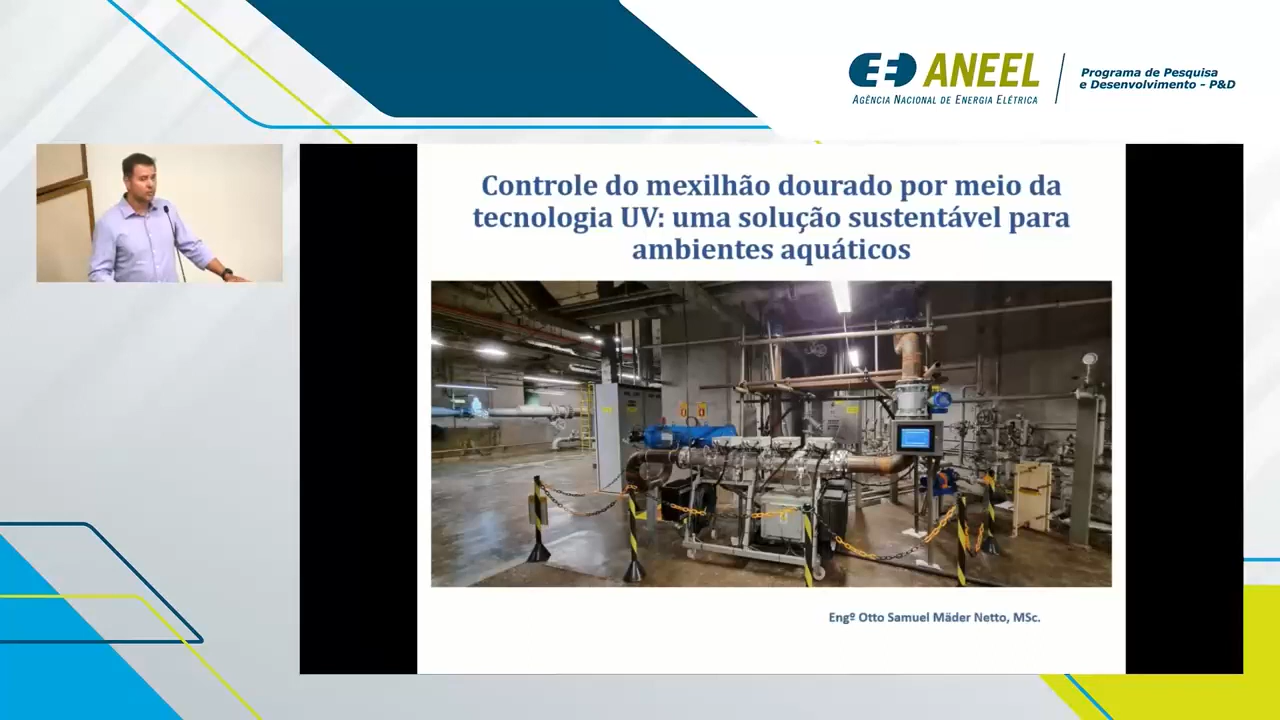 ANEEL
AGÊNCIA NACIONAL DE ENERGIA ELÉTRICA
Programa de Pesquisa
e Desenvolvimento - P&D
Controle do mexilhão dourado por meio da
tecnologia UV: uma solução sustentável para
ambientes aquáticos
Engº Otto Samuel Mäder Netto, MSc.